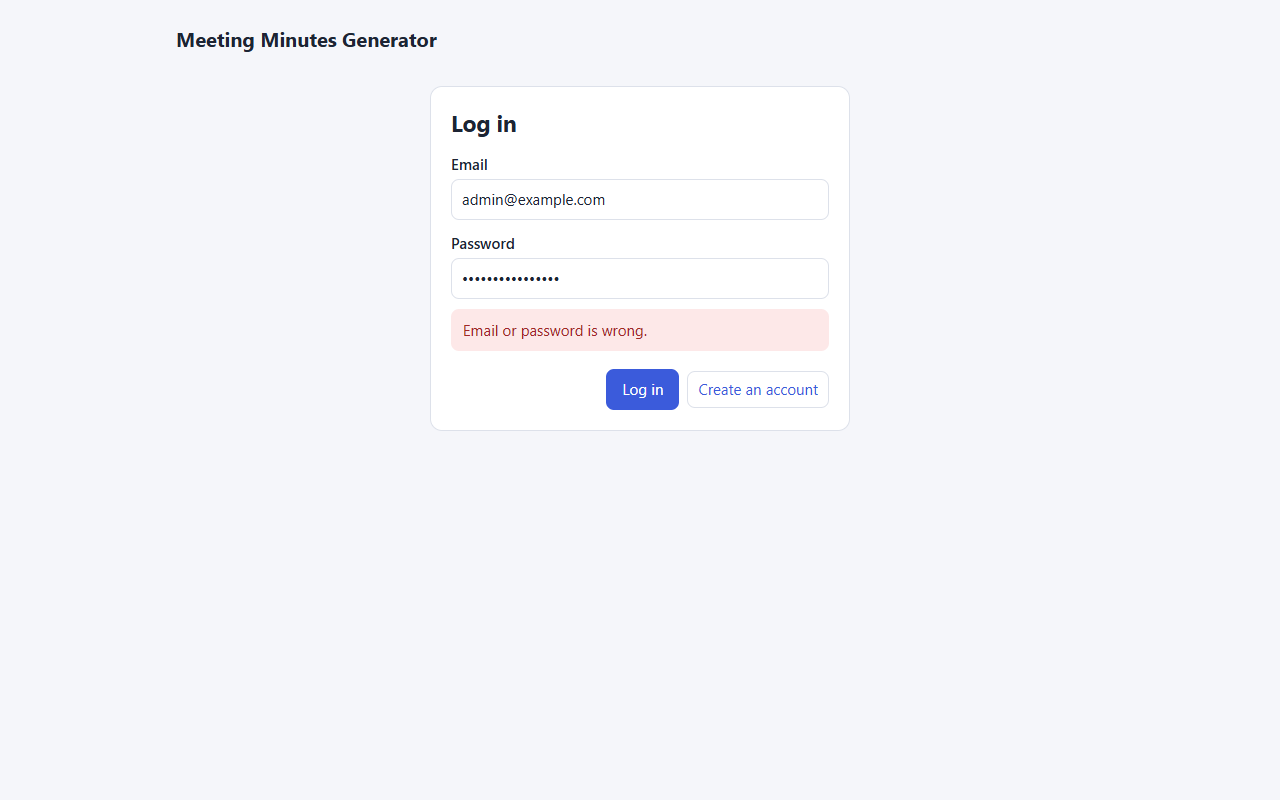 Meeting Minutes Generator
Log in
Email
admin@example.com
Password
••••••••••••••••
Email or password is wrong.
Log in
Create an account